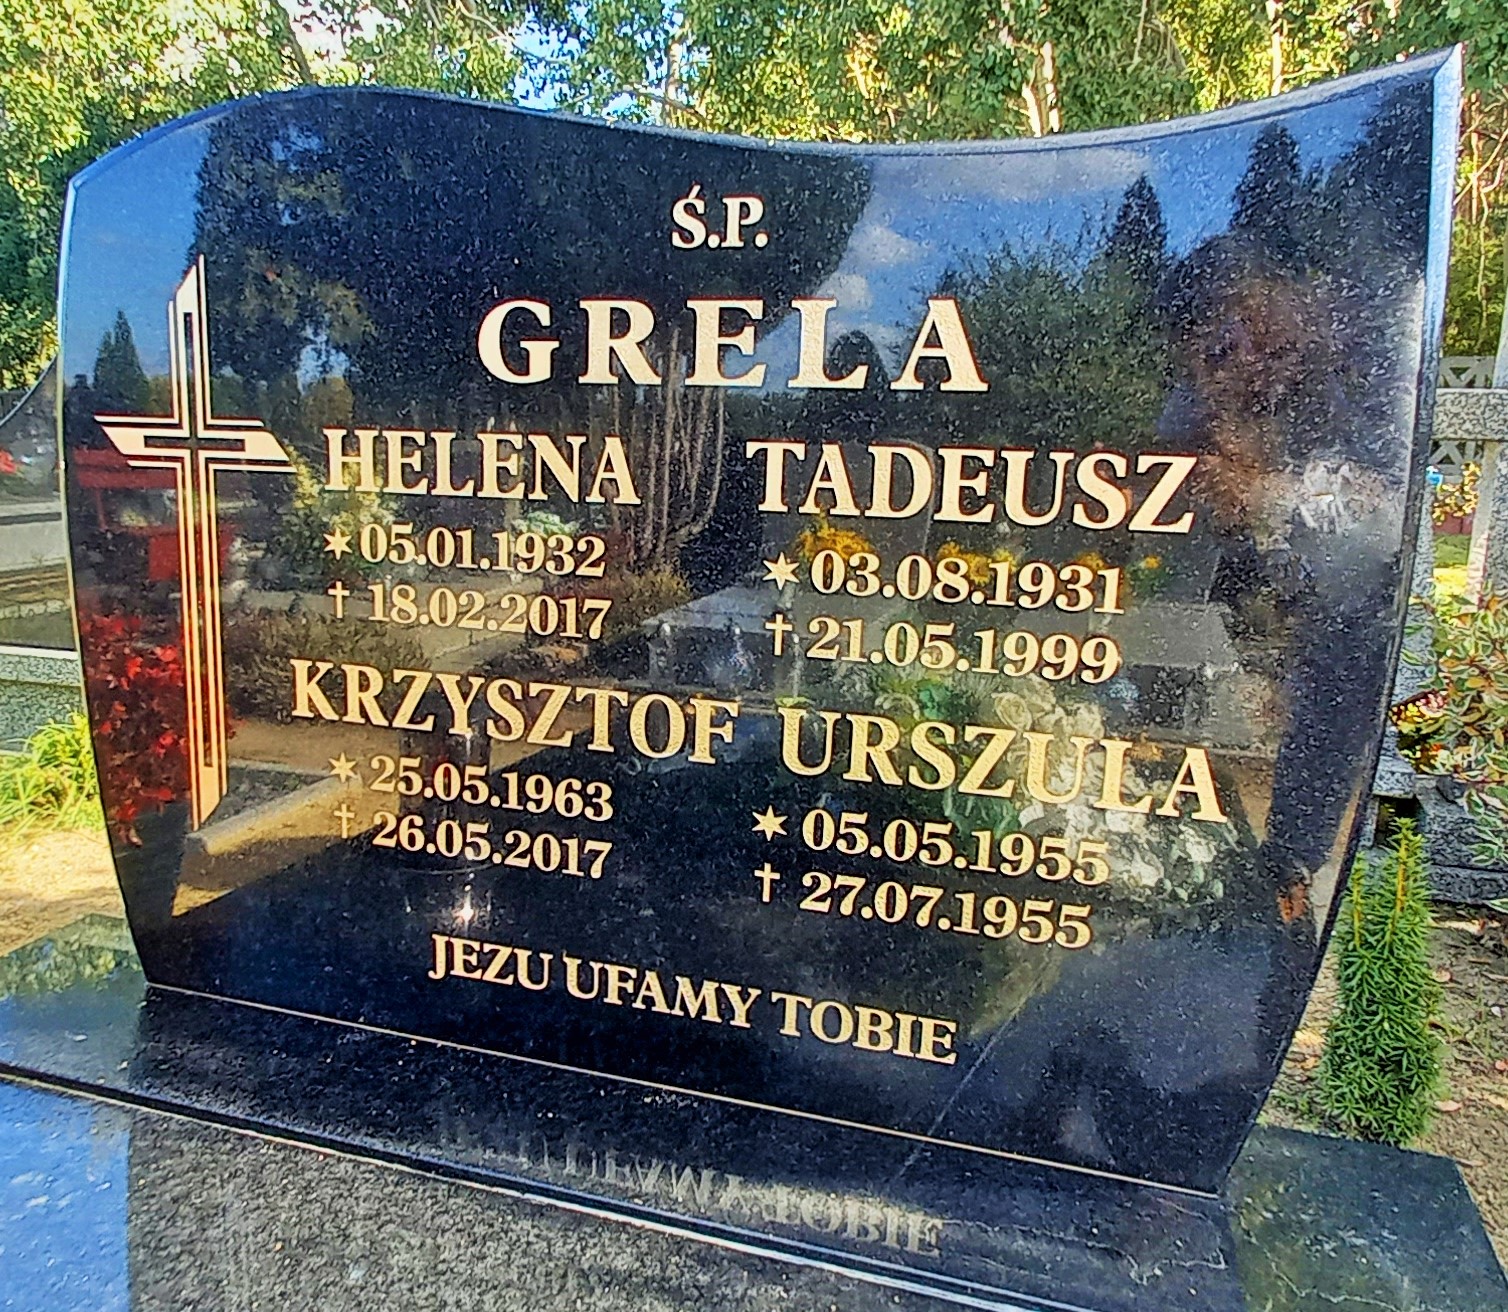 Ś.P.
GRELA
HELENA TADEUSZ
✶05.01.1932 ✶03.08.1931
†18.02.2017 †21.05.1999
KRZYSZTOF URSZULA
✶25.05.1963 ✶05.05.1955
†26.05.2017 †27.07.1955
JEZU UFAMY TOBIE